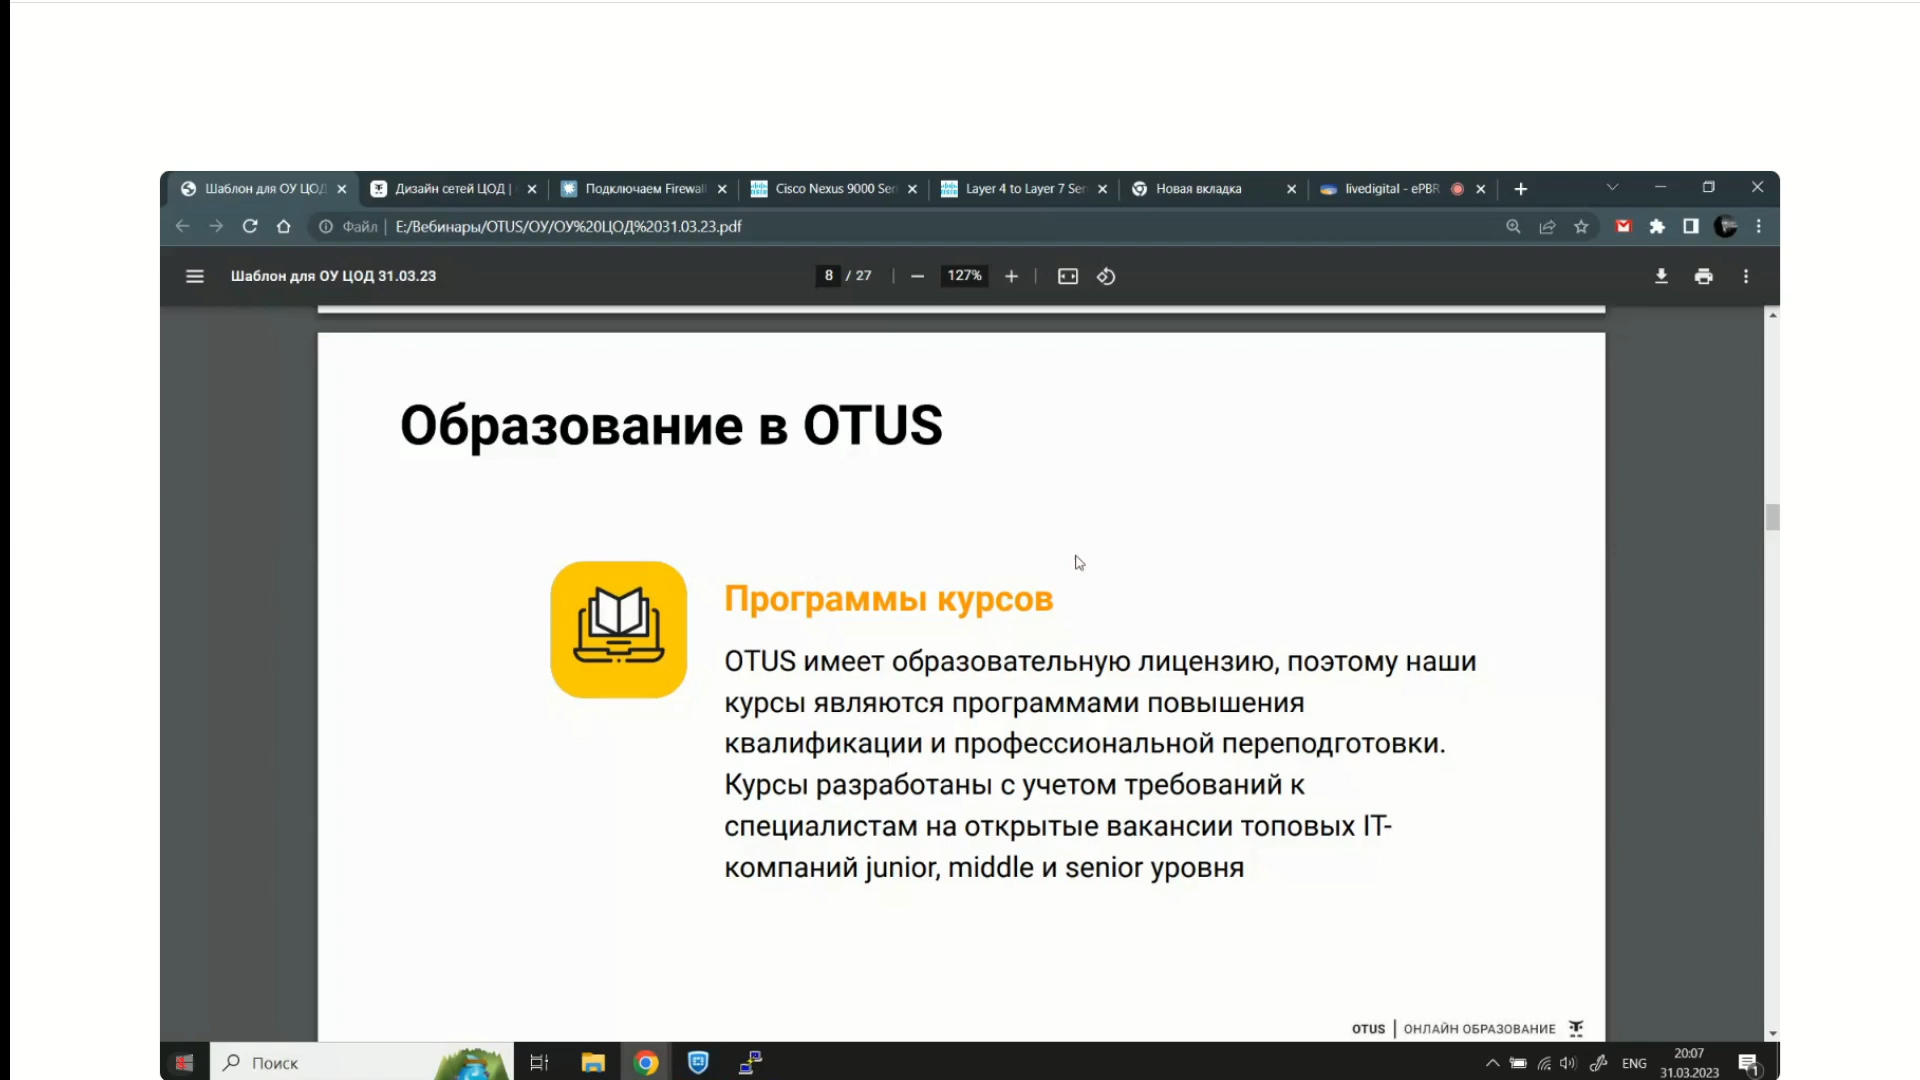 Шаблон для ОУ ЦОД
Дизайн сетей ЦОД |
Подключаем Firewall
Cisco Nexus 9000 Ser
Layer 4 to Layer 7 Ser
Новая вкладка
livedigital - ePBR
Файл | E:/Вебинары/OTUS/ОУ/ОУ%20ЦОД%2031.03.23.pdf
Шаблон для ОУ ЦОД 31.03.23
8 / 27
127%
Образование в OTUS
Программы курсов
OTUS имеет образовательную лицензию, поэтому наши
курсы являются программами повышения
квалификации и профессиональной переподготовки.
Курсы разработаны с учетом требований к
специалистам на открытые вакансии топовых IT-
компаний junior, middle и senior уровня
OTUS | ОНЛАЙН ОБРАЗОВАНИЕ
Поиск
ENG
20:07
31.03.2023
1